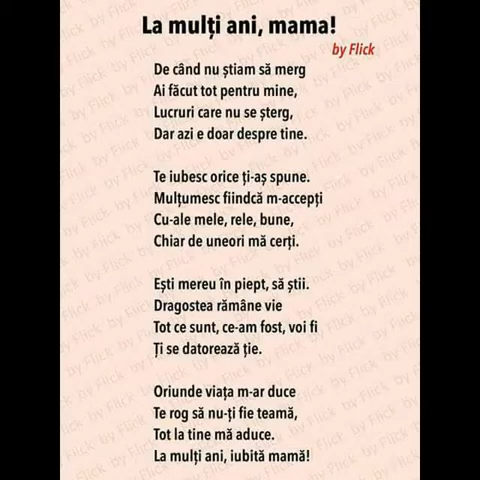 La mulți ani, mama!
by Flick
De când nu știam să merg
Ai făcut tot pentru mine,
Lucruri care nu se șterg,
Dar azi e doar despre tine.
Te iubesc orice ți-aș spune.
Mulțumesc fiindcă m-accepți
Cu-ale mele, rele, bune,
Chiar de uneori mă cerți.
Ești mereu în piept, să știi.
Dragostea rămâne vie
Tot ce sunt, ce-am fost, voi fi
Ți se datorează ție.
Oriunde viața m-ar duce
Te rog să nu-ți fie teamă,
Tot la tine mă aduce.
La mulți ani, iubită mamă!